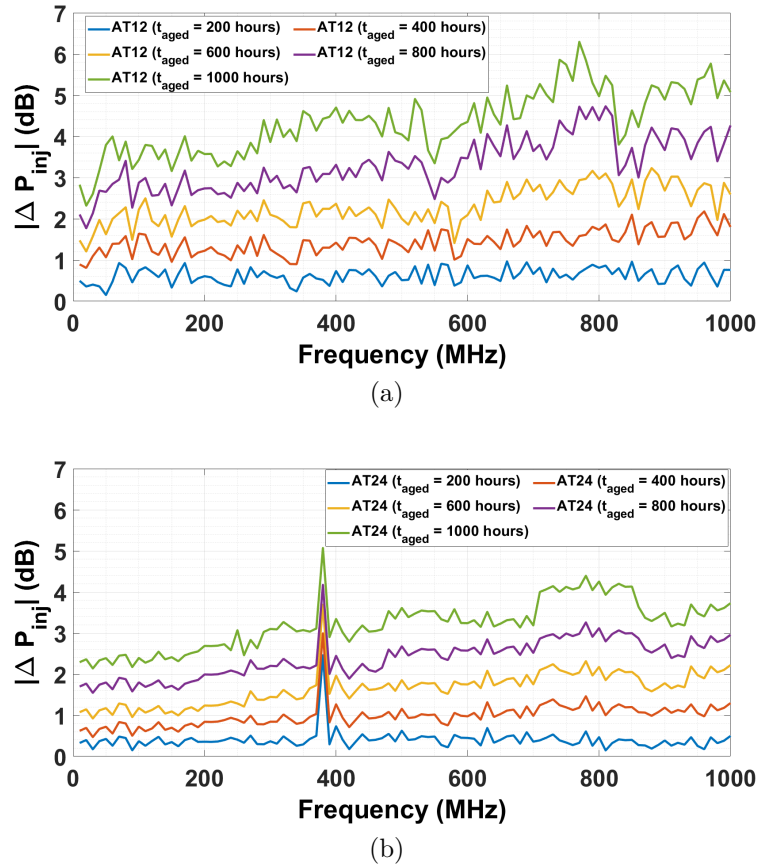 7
6
5
4
3
2
1
0
|Δ P_inj| (dB)
AT12 (t_aged = 200 hours) AT12 (t_aged = 400 hours)
AT12 (t_aged = 600 hours) AT12 (t_aged = 800 hours)
AT12 (t_aged = 1000 hours)
0 200 400 600 800 1000
Frequency (MHz)
(a)
7
6
5
4
3
2
1
0
|Δ P_inj| (dB)
AT24 (t_aged = 200 hours) AT24 (t_aged = 400 hours)
AT24 (t_aged = 600 hours) AT24 (t_aged = 800 hours)
AT24 (t_aged = 1000 hours)
0 200 400 600 800 1000
Frequency (MHz)
(b)